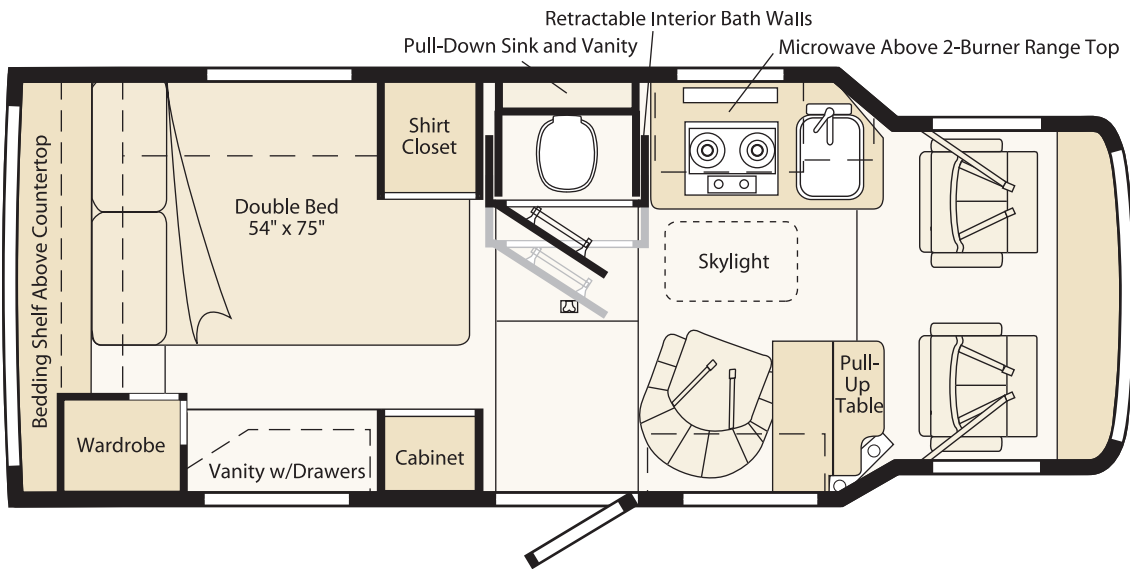 Retractable Interior Bath Walls
Pull-Down Sink and Vanity
Microwave Above 2-Burner Range Top
Shirt
Closet
Double Bed
54" x 75"
Skylight
Bedding Shelf Above Countertop
Pull-
Up
Table
Wardrobe
Vanity w/Drawers
Cabinet